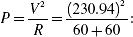 P = V²/R = (230.94)²/(60 + 60) :